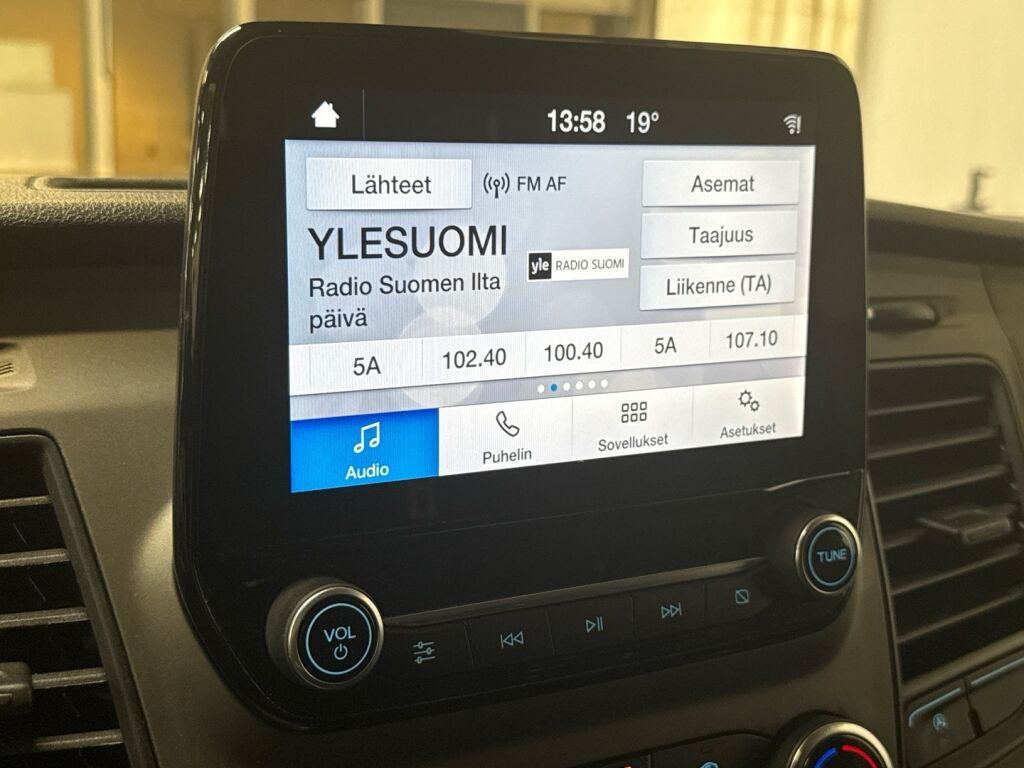 13:58 19°
Lähteet FM AF Asemat
YLESUOMI
yle RADIO SUOMI
Taajuus
Radio Suomen Ilta
päivä
Liikenne (TA)
5A 102.40 100.40 5A 107.10
Audio Puhelin Sovellukset Asetukset
VOL
TUNE